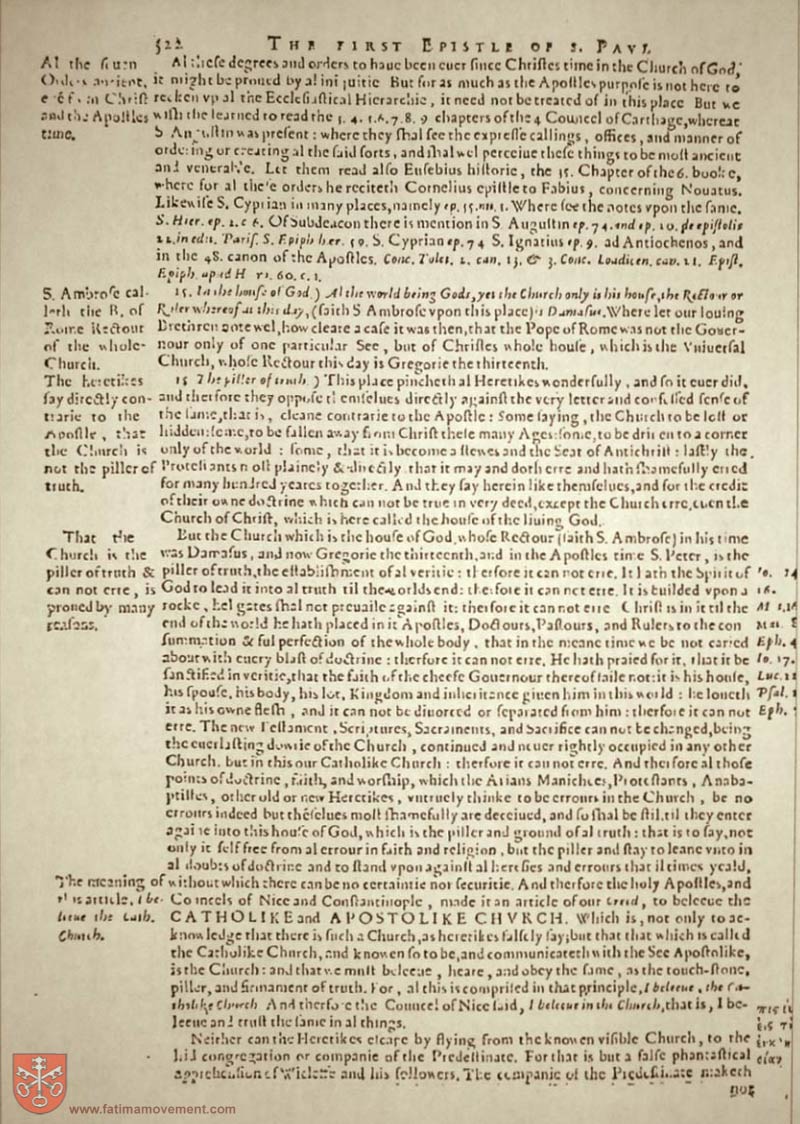 522 THE FIRST EPISTLE OF S. PAVL
Al these degrees and orders to haue been euer since Christes time in the Church of God,
it might be proued by al But for as much as the Apostles purpose is not here to
recken vp al the Ecclesiastical Hierarchie, it need not be treated of in this place But we
wish the learned to read the 3. 4. 5.6.7.8.9 chapters of the 4 Councel of Carthage, whereat
S Augustin was present: where they shal see the expresse callings, offices, and manner of
ordering or creating al the said sorts, and shal wel perceiue these things to be most ancient
and venerable. Let them read also Eusebius historie, the 35. Chapter of the 6. booke,
where for al these orders he reciteth Cornelius epistle to Fabius, concerning Nouatus.
Likewise S. Cyprian in many places, namely ep. 55. 1. Where see the notes vpon the same.
S. Hier. ep. 2. c 6. Of Subdeacon there is mention in S Augustin ep. 74. and ep. 20. de epistolis
22. in edit. Paris. S. Epiph her. 59. S. Cyprian ep. 74 S. Ignatius ep. 9. ad Antiochenos, and
in the 48. canon of the Apostles. Conc. Tolet. 2. can. 13. & 3. Conc. Laodicen. can. 21. Epist.
Epiph. apud H 60. c. 1.
Al the
Orders ancient,
Christ
and the Apostles
time.
15. In the house of God.) Al the world being Gods, yet the Church only is his house, the Rectour or
Ruler whereof at this day, (saith S Ambrose vpon this place) is Damasus. Where let our louing
Brethren note wel, how cleare a case it was then, that the Pope of Rome was not the Gouer-
nour only of one particular See, but of Christes whole house, which is the Vniuersal
Church, whose Rectour this day is Gregorie the thirteenth.
S. Ambrose cal-
leth the B. of
Rome Rectour
of the whole
Church.
15 The piller of truth.) This place pincheth al Heretikes wonderfully, and so it euer did,
and therefore they oppose themselues directly against the very letter and confessed sense of
the same, that is, cleane contrarie to the Apostle: Some saying, the Church to be lost or
hidden: some, to be fallen away from Christ these many Ages: some, to be driuen to a corner
only of the world: some, that it is become a stewes and the Seat of Antichrist: lastly the
Protestants most plainely & directly that it may and doth erre and hath shamefully erred
for many hundred yeares together. And they say herein like themselues, and for the credit
of their owne doctrine which can not be true in very deed, except the Church erre, euen the
Church of Christ, which is here called the house of the liuing God.
The heretikes
say directly con-
trarie to the
Apostle, that
the Church is
not the piller of
truth.
But the Church which is the house of God, whose Rectour (saith S. Ambrose) in his time
was Damasus, and now Gregorie the thirteenth, and in the Apostles time S. Peter, is the
piller of truth, the establishment of al veritie: therfore it can not erre. It hath the Spirit of
God to lead it into al truth til the worlds end: therfore it can not erre. It is builded vpon a
rocke, hel gates shal not preuaile against it: therfore it can not erre Christ is in it til the
end of the world he hath placed in it Apostles, Doctours, Pastours, and Rulers to the con
summation & ful perfection of the whole body, that in the meane time we be not caried
about with euery blast of doctrine: therfore it can not erre. He hath praied for it, that it be
sanctified in veritie, that the faith of the cheefe Gouernour therof faile not: it is his house,
his spouse, his body, his lot, Kingdom and inheritance giuen him in this world: he loueth
it as his owne flesh, and it can not be diuorced or separated from him: therfore it can not
erre. The new Testament, Scriptures, Sacraments, and Sacrifice can not be changed, being
the euerlasting dowrie of the Church, continued and neuer rightly occupied in any other
Church, but in this our Catholike Church: therfore it can not erre. And therfore al those
points of doctrine, faith, and worship, which the Arians Manichees, Protestants, Anaba-
ptistes, other old or new Heretikes, vntruely thinke to be errours in the Church, be no
errours indeed but theselues most shamefully are deceiued, and so shal be stil, til they enter
againe into this house of God, which is the piller and ground of al truth: that is to say, not
only it self free from al errour in faith and religion, but the piller and stay to leane vnto in
al doubts of doctrine and to stand vpon against al heresies and errours that il times yeald,
without which there can be no certaintie nor securitie. And therefore the holy Apostles, and
Councels of Nice and Constantinople, made it an article of our Creed, to beleeue the
CATHOLIKE and APOSTOLIKE CHVRCH. Which is, not only to ac-
knowledge that there is such a Church, as heretikes falsely say; but that that which is called
the Catholike Church, and knowen so to be, and communicateth with the See Apostolike,
is the Church: and that we must beleeue, heare, and obey the same, as the touch-stone,
piller, and firmament of truth. For, al this is comprised in that principle, I beleeue, the Ca-
tholike Church And therfore the Councel of Nice said, I beleeue in the Church, that is, I be-
leeue and trust the same in al things.
That the
Church is the
piller of truth &
can not erre, is
proued by many
reasons.
Io. 14
16.
Eph. 4
Io. 17.
Luc.
Psal.
Eph.
The meaning of
this article, I be-
leeue the Cath.
Church.
Neither can the Heretikes escape by flying from the knowen visible Church, to the
hid congregation or companie of the Predestinate. For that is but a false phantastical
apprehension of Wicleffe and his followers. The companie of the Predestinate maketh
not
www.fatimamovement.com